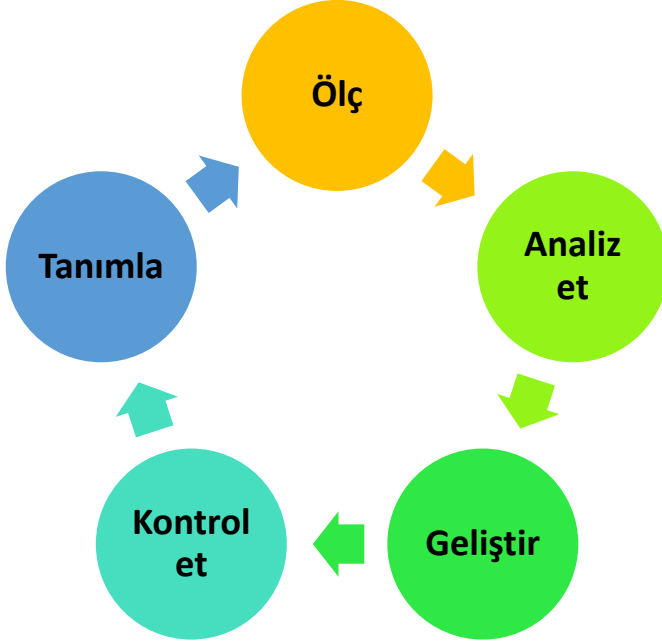 Ölç
Analiz
et
Geliştir
Kontrol
et
Tanımla